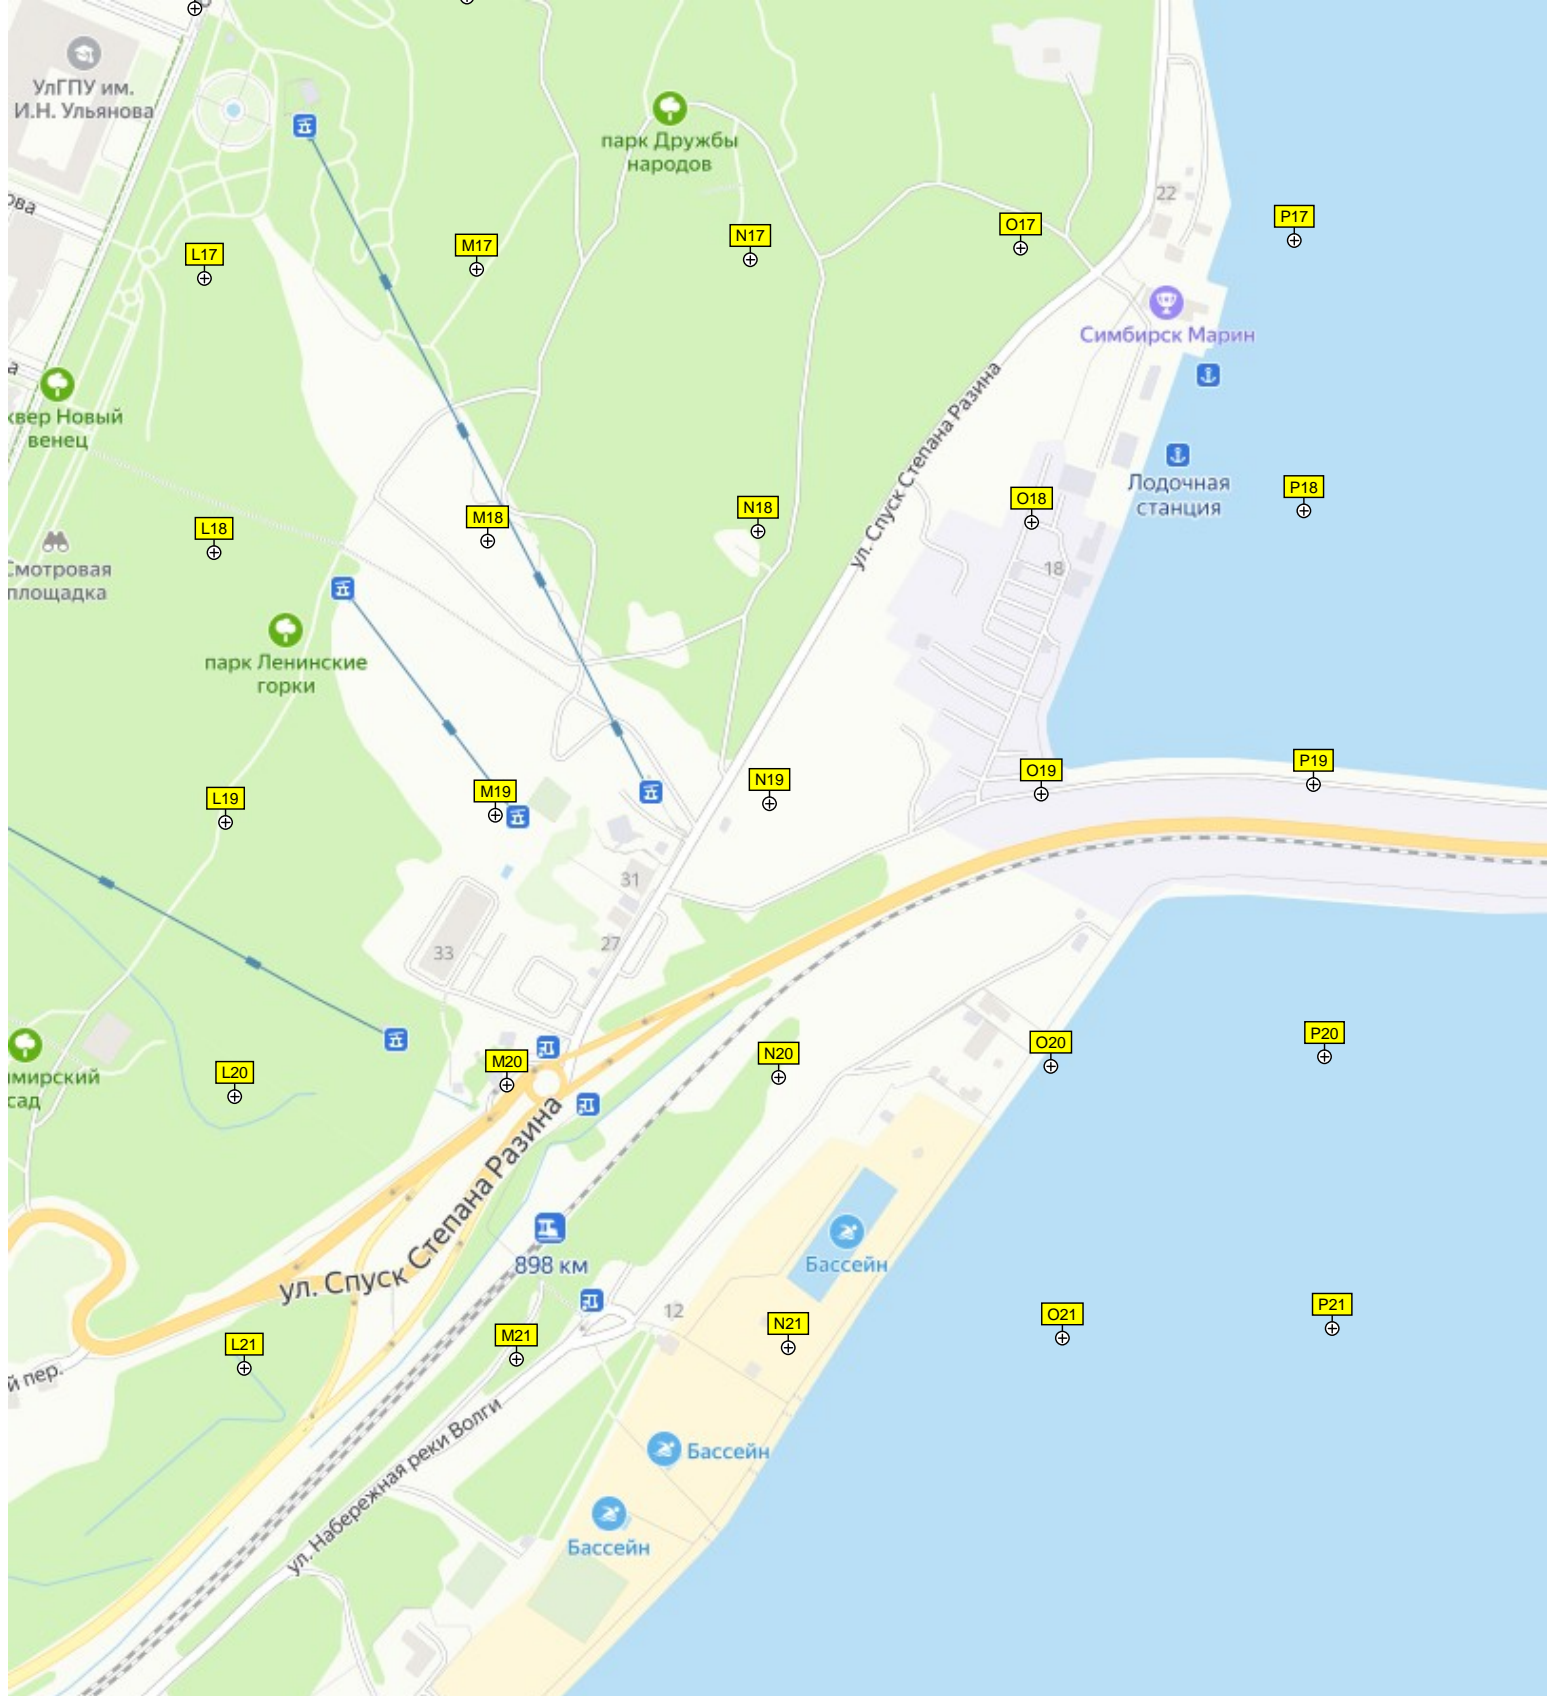 УлГПУ им.
И.Н. Ульянова
парк Дружбы
народов
22
ова
L17
M17
N17
O17
P17
Симбирск Марин
ул. Спуск Степана Разина
а
квер Новый
венец
Лодочная
станция
L18
M18
N18
O18
P18
18
Смотровая
площадка
парк Ленинские
горки
L19
M19
N19
O19
P19
31
27
33
L20
M20
N20
O20
P20
имирский
сад
ул. Спуск Степана Разина
898 км
Бассейн
12
L21
M21
N21
O21
P21
й пер.
ул. Набережная реки Волги
Бассейн
Бассейн